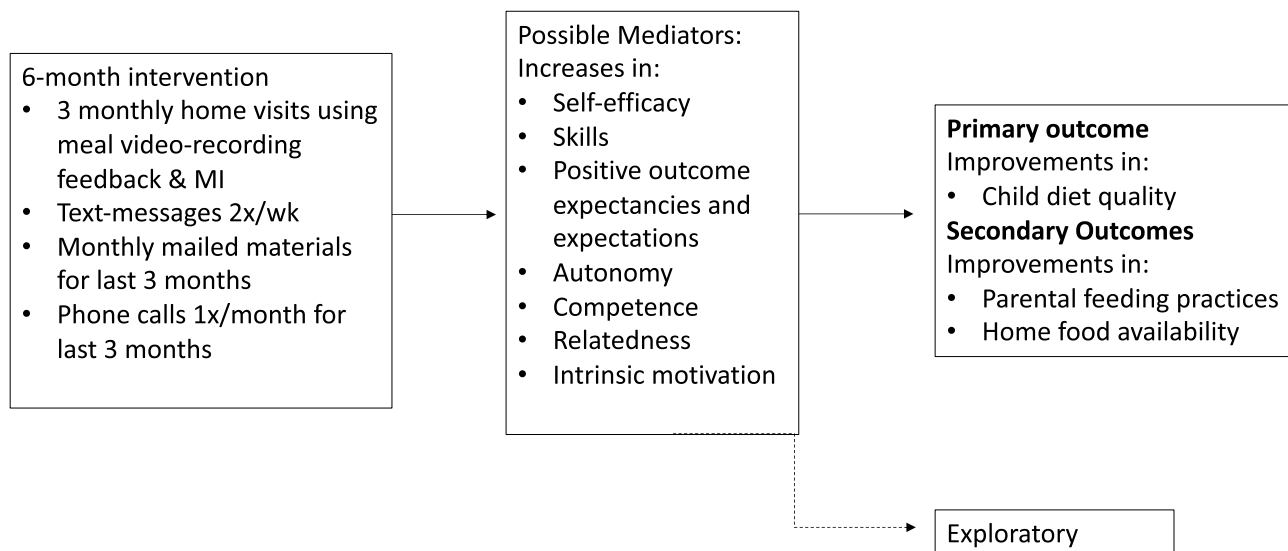 6-month intervention
• 3 monthly home visits using
meal video-recording
feedback & MI
• Text-messages 2x/wk
• Monthly mailed materials
for last 3 months
• Phone calls 1x/month for
last 3 months
Possible Mediators:
Increases in:
• Self-efficacy
• Skills
• Positive outcome
expectancies and
expectations
• Autonomy
• Competence
• Relatedness
• Intrinsic motivation
Primary outcome
Improvements in:
• Child diet quality
Secondary Outcomes
Improvements in:
• Parental feeding practices
• Home food availability
Exploratory